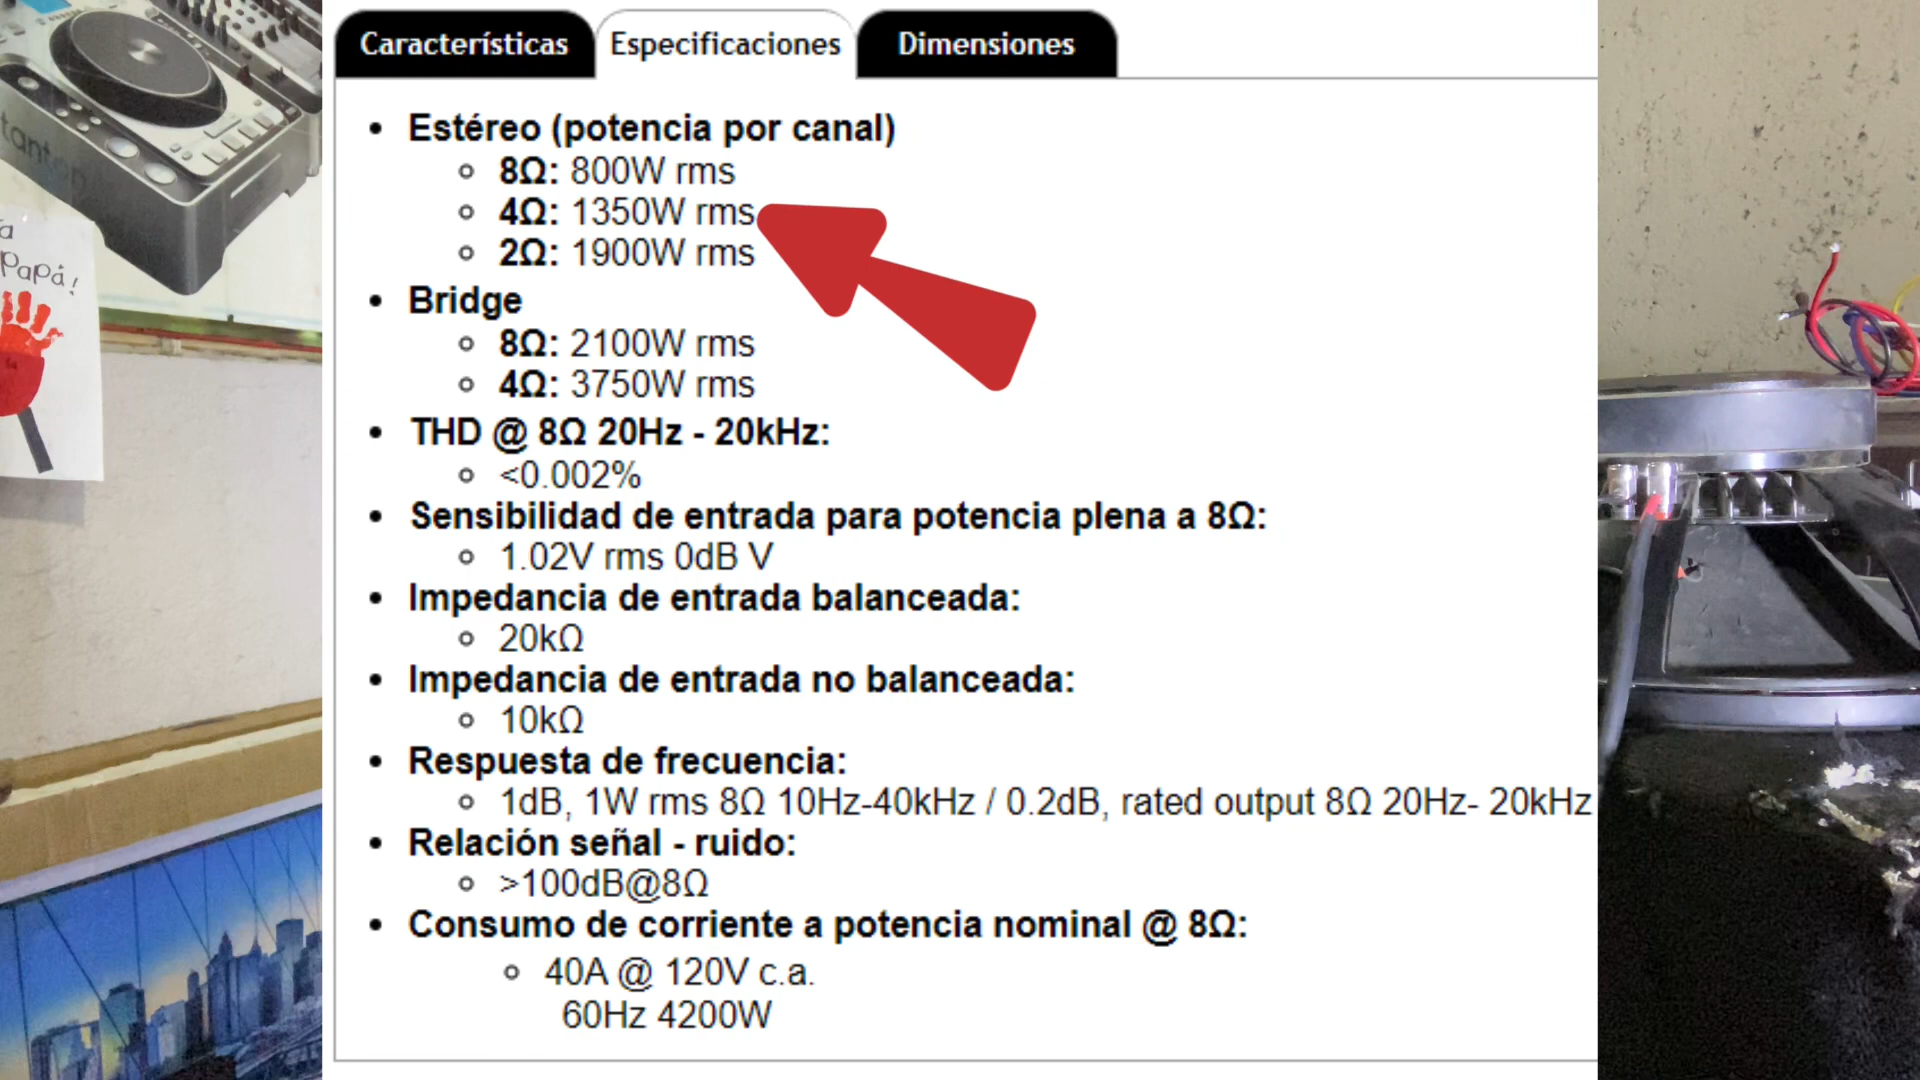 Características Especificaciones Dimensiones
Estéreo (potencia por canal)
8Ω: 800W rms
4Ω: 1350W rms
2Ω: 1900W rms
Bridge
8Ω: 2100W rms
4Ω: 3750W rms
THD @ 8Ω 20Hz - 20kHz:
<0.002%
Sensibilidad de entrada para potencia plena a 8Ω:
1.02V rms 0dB V
Impedancia de entrada balanceada:
20kΩ
Impedancia de entrada no balanceada:
10kΩ
Respuesta de frecuencia:
1dB, 1W rms 8Ω 10Hz-40kHz / 0.2dB, rated output 8Ω 20Hz- 20kHz
Relación señal - ruido:
>100dB@8Ω
Consumo de corriente a potencia nominal @ 8Ω:
40A @ 120V c.a.
60Hz 4200W
tanton
a
papá!